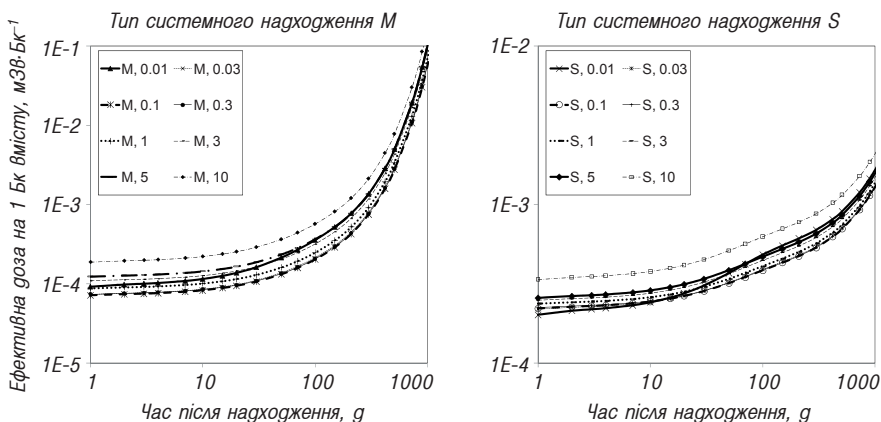 Тип системного надходження M
Ефективна доза на 1 Бк вмісту, мЗв·Бк⁻¹
1E-1
1E-2
1E-3
1E-4
1E-5
M, 0.01 M, 0.03
M, 0.1 M, 0.3
M, 1 M, 3
M, 5 M, 10
1 10 100 1000
Час після надходження, g
Тип системного надходження S
1E-2
1E-3
1E-4
S, 0.01 S, 0.03
S, 0.1 S, 0.3
S, 1 S, 3
S, 5 S, 10
1 10 100 1000
Час після надходження, g